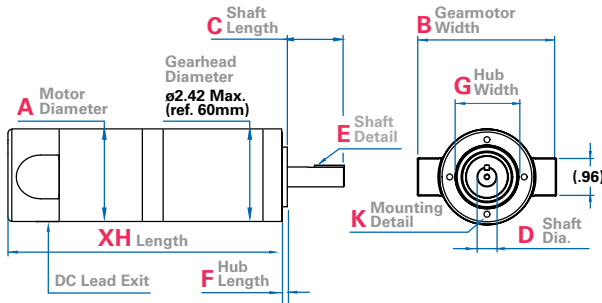 C Shaft Length
B Gearmotor Width
Gearhead Diameter
ø2.42 Max.
(ref. 60mm)
A Motor Diameter
G Hub Width
E Shaft Detail
(.96)
K Mounting Detail
D Shaft Dia.
XH Length
F Hub Length
DC Lead Exit